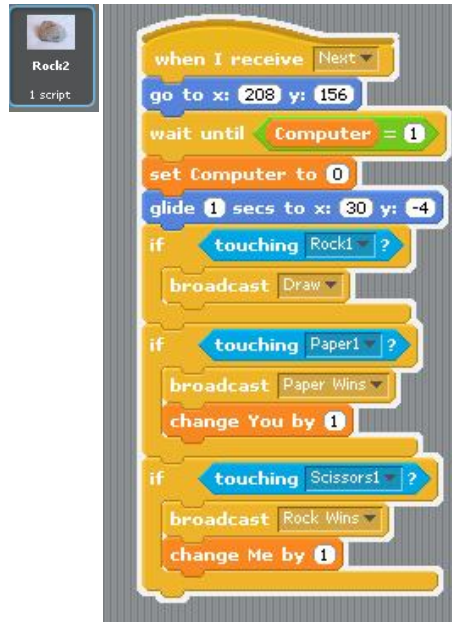 Rock2
1 script
when I receive Next
go to x: 208 y: 156
wait until Computer = 1
set Computer to 0
glide 1 secs to x: 30 y: -4
if touching Rock1 ?
broadcast Draw
if touching Paper1 ?
broadcast Paper Wins
change You by 1
if touching Scissors1 ?
broadcast Rock Wins
change Me by 1